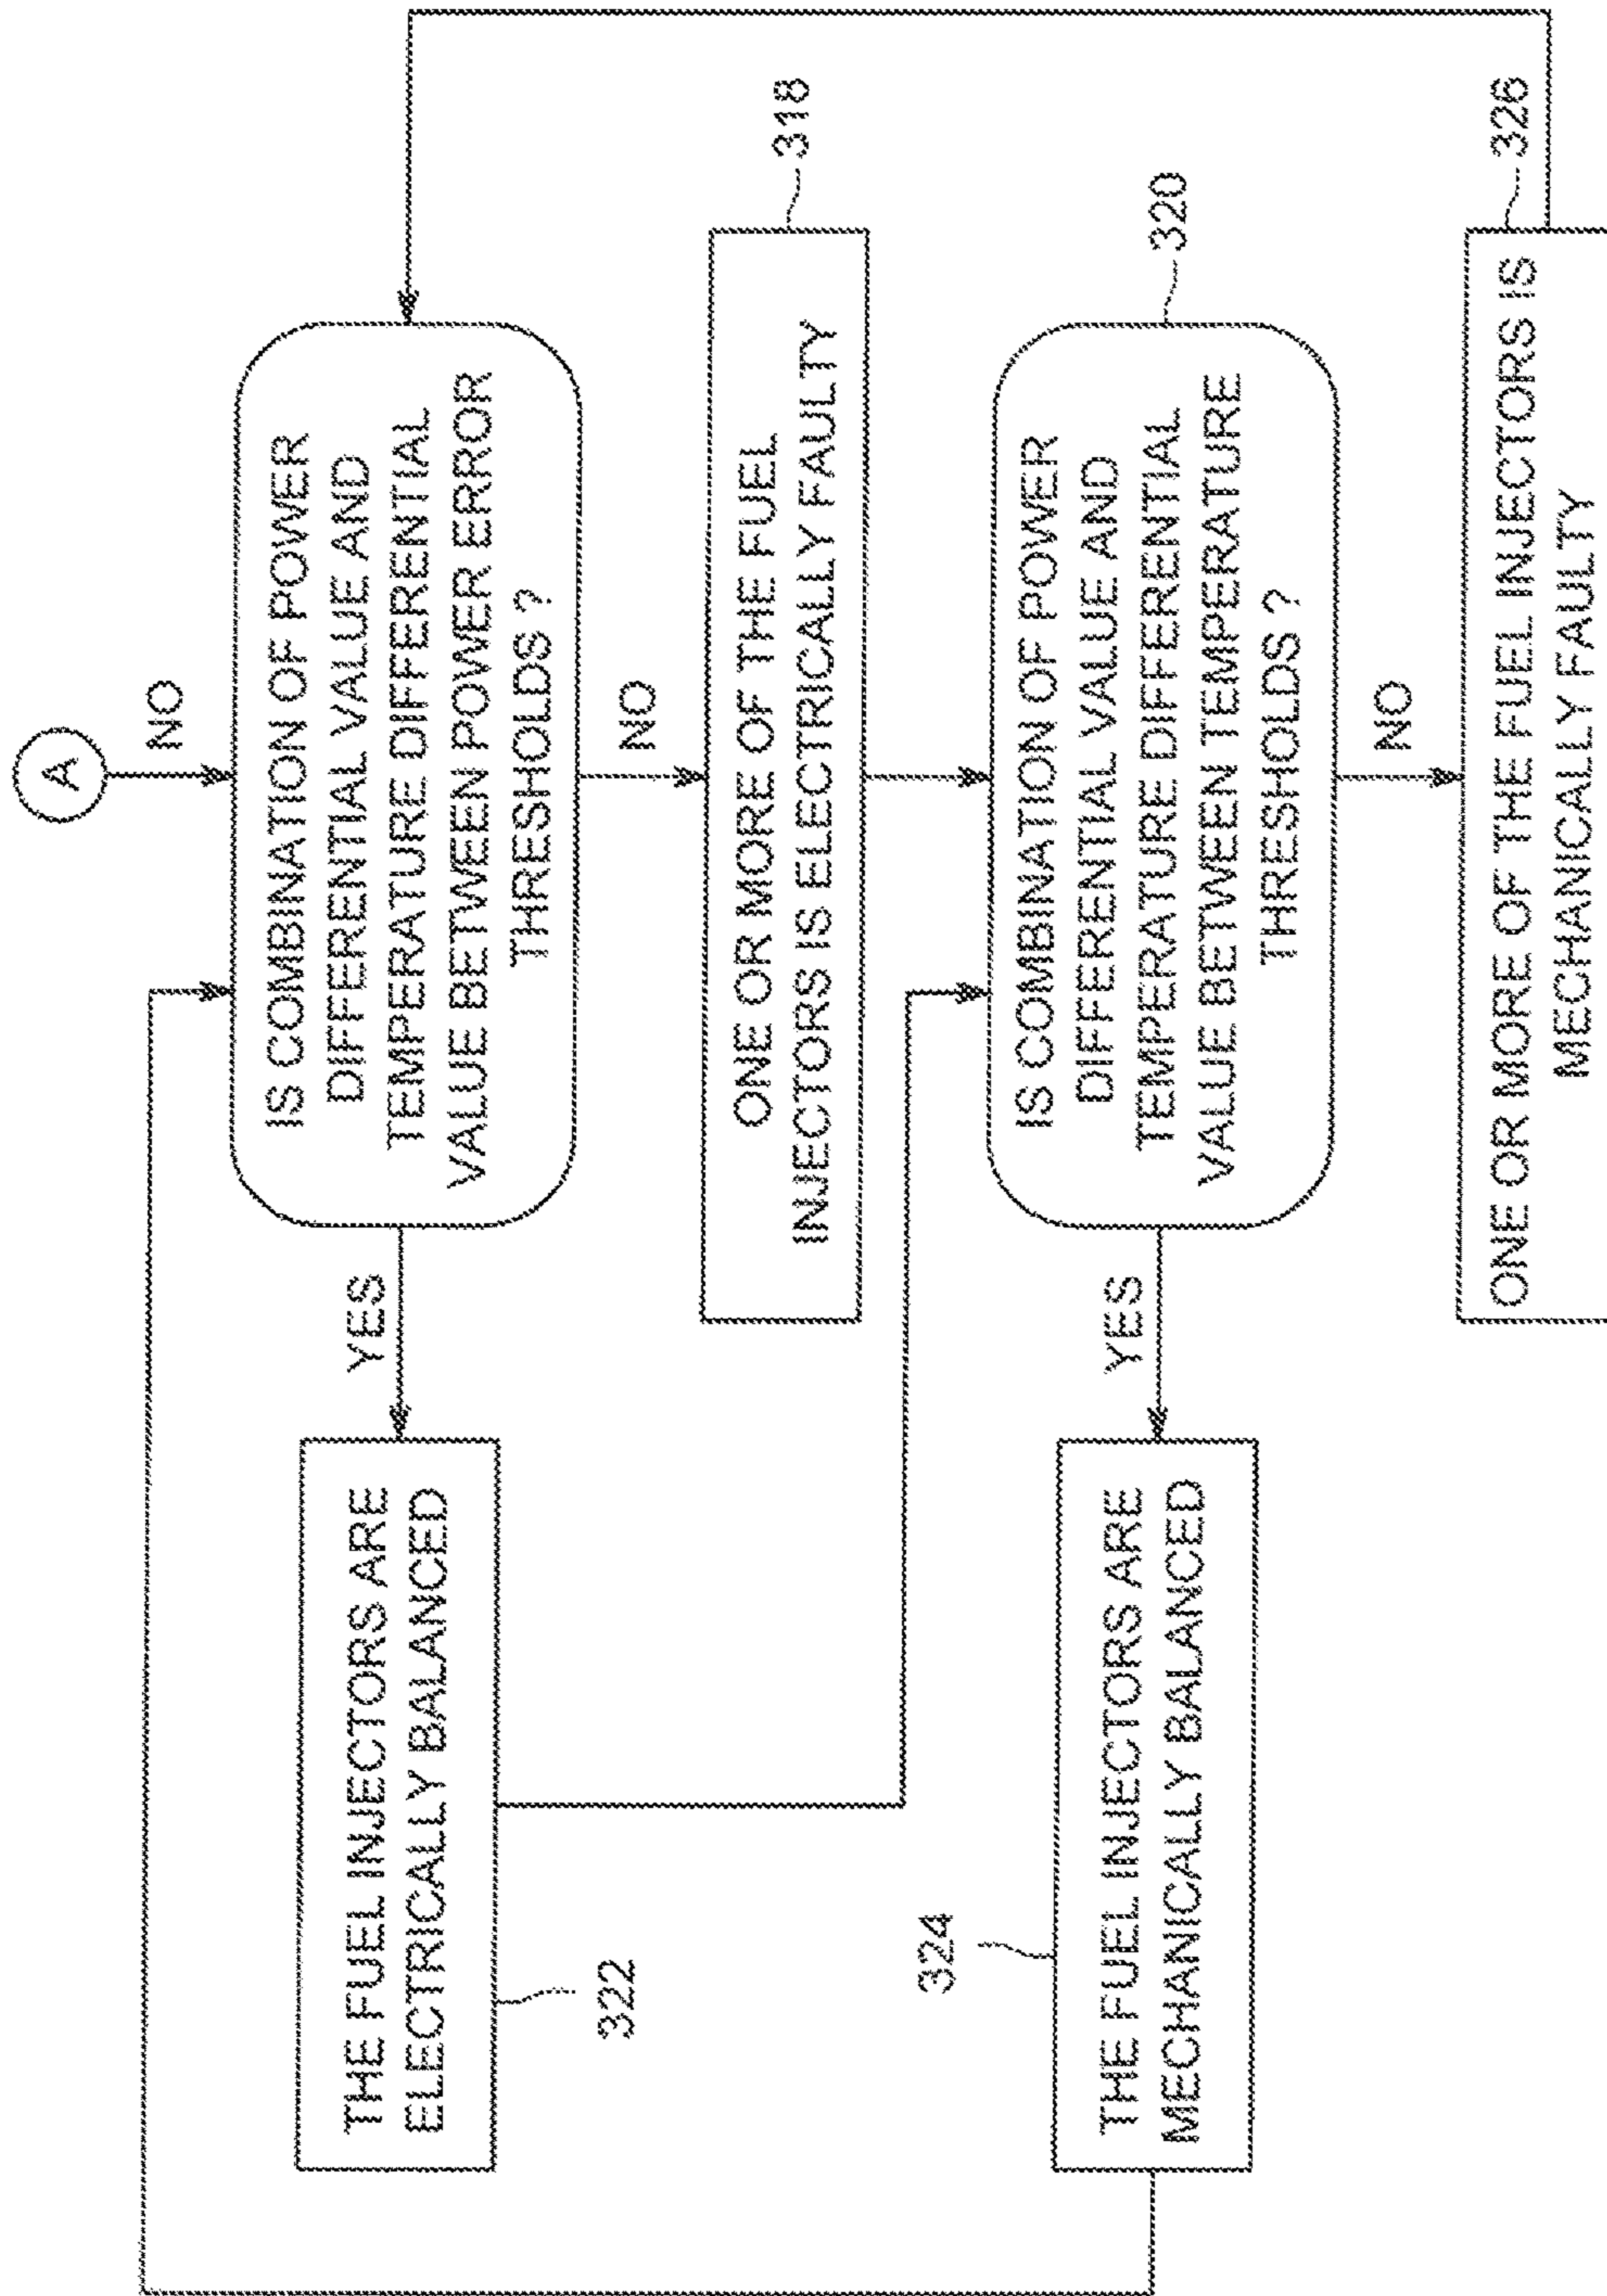 A
NO
IS COMBINATION OF POWER
DIFFERENTIAL VALUE AND
TEMPERATURE DIFFERENTIAL
VALUE BETWEEN POWER ERROR
THRESHOLDS ?
YES
THE FUEL INJECTORS ARE
ELECTRICALLY BALANCED
322
NO
ONE OR MORE OF THE FUEL
INJECTORS IS ELECTRICALLY FAULTY
318
IS COMBINATION OF POWER
DIFFERENTIAL VALUE AND
TEMPERATURE DIFFERENTIAL
VALUE BETWEEN TEMPERATURE
THRESHOLDS ?
320
YES
THE FUEL INJECTORS ARE
MECHANICALLY BALANCED
324
NO
ONE OR MORE OF THE FUEL INJECTORS IS
MECHANICALLY FAULTY
326